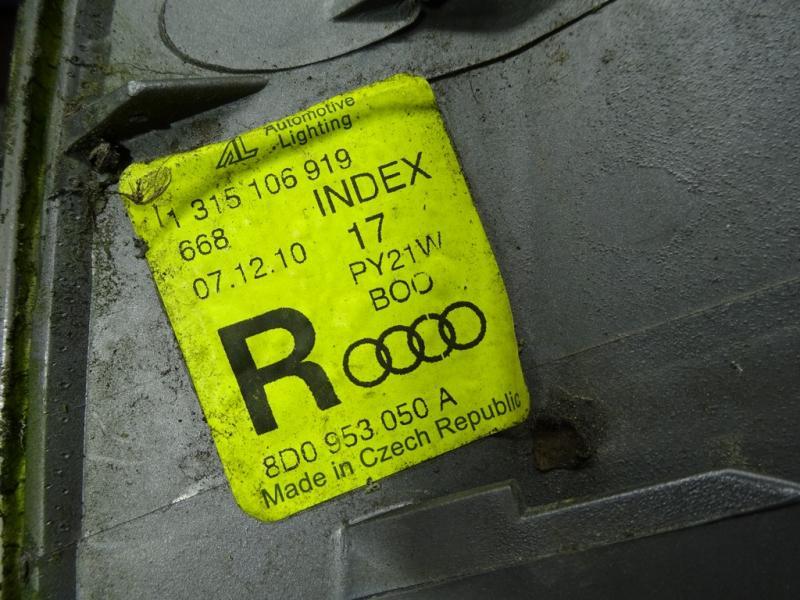 Automotive
Lighting
1 315 106 919
668 INDEX
07.12.10 17
PY21W
BOO
R
8D0 953 050 A
Made in Czech Republic